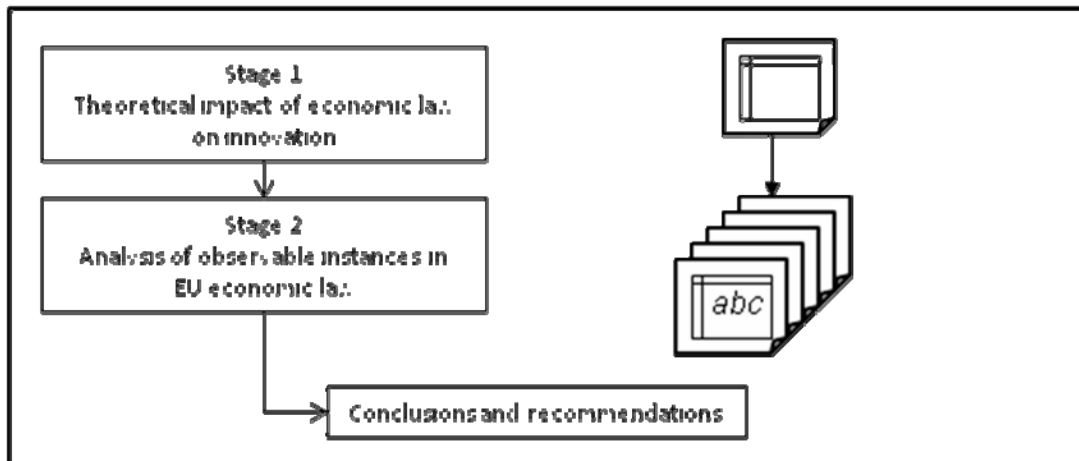 Stage 1
Theoretical impact of economic law
on innovation
Stage 2
Analysis of observable instances in
EU economic law
abc
Conclusions and recommendations